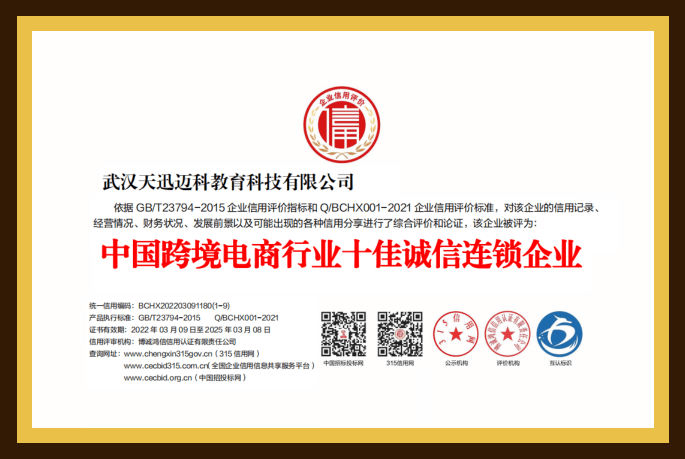 企业信用评价
信
武汉天迅迈科教育科技有限公司
依据 GB/T23794-2015 企业信用评价指标和 Q/BCHX001-2021 企业信用评价标准，对该企业的信用记录、
经营情况、财务状况、发展前景以及可能出现的各种信用分享进行了综合评价和论证，该企业被评为：
中国跨境电商行业十佳诚信连锁企业
统一信用编码：BCHX202203091180(1-9)
产品执行标准：GB/T23794-2015 Q/BCHX001-2021
证书有效期：2022 年 03 月 09 日至 2025 年 03 月 08 日
信用评审机构：博诚鸿信信用认证有限责任公司
查询网址：www.chengxin315gov.cn（315 信用网）
www.cecbid315.com.cn(全国企业信用信息共享服务平台）
www.cecbid.org.cn（中国招投标网）
315信用网
中国招标投标网
315信用网
公示机构
评价机构
互认标识